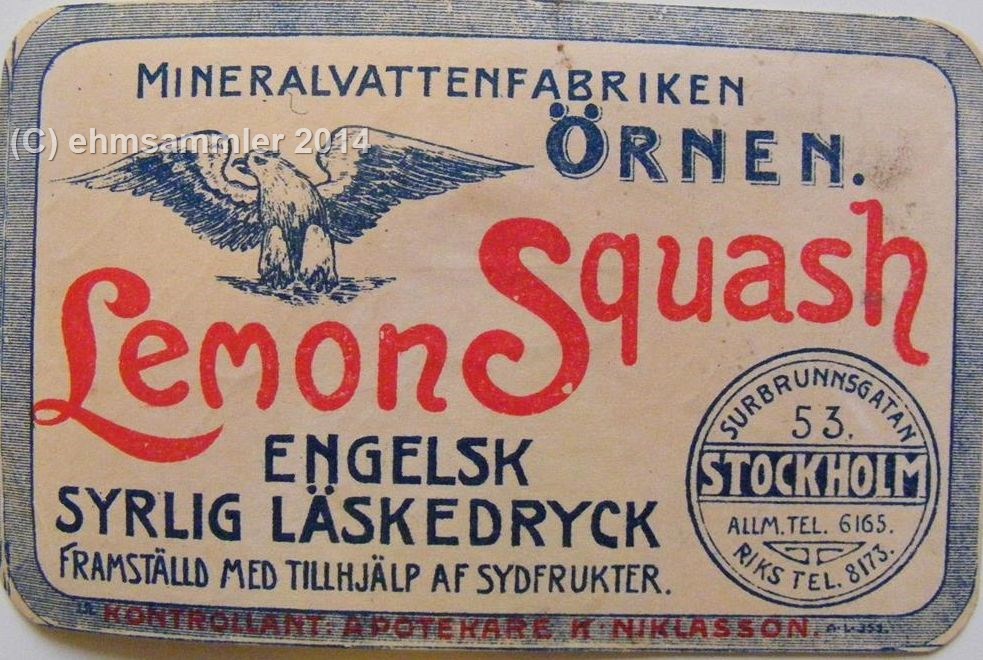 MINERALVATTENFABRIKEN
ÖRNEN.
(C) ehmsammler 2014
Lemon Squash
ENGELSK
SYRLIG LÄSKEDRYCK
FRAMSTÄLLD MED TILLHJÄLP AF SYDFRUKTER.
SURBRUNNSGATAN
53.
STOCKHOLM
ALLM. TEL. 6165.
RIKS TEL. 8173.
KONTROLLANT: APOTEKARE K. NIKLASSON.